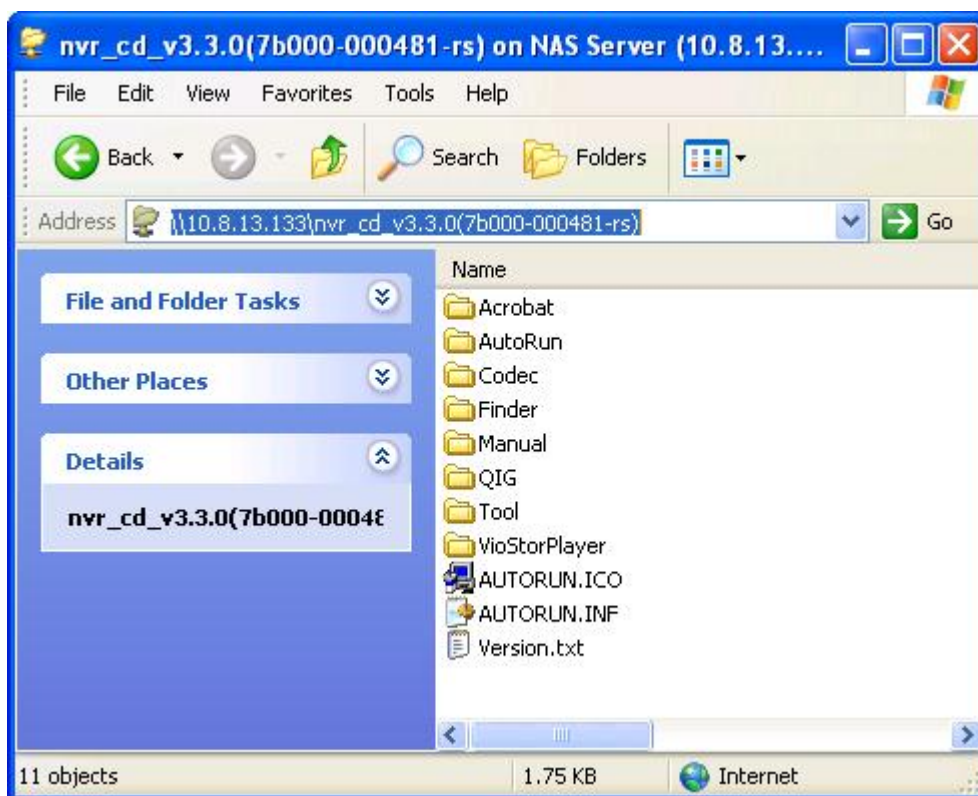 nvr_cd_v3.3.0(7b000-000481-rs) on NAS Server (10.8.13....
File Edit View Favorites Tools Help
Back Search Folders
Address \\10.8.13.133\nvr_cd_v3.3.0(7b000-000481-rs) Go
Name
File and Folder Tasks
Other Places
Details
nvr_cd_v3.3.0(7b000-00048
Acrobat
AutoRun
Codec
Finder
Manual
QIG
Tool
VioStorPlayer
AUTORUN.ICO
AUTORUN.INF
Version.txt
11 objects 1.75 KB Internet